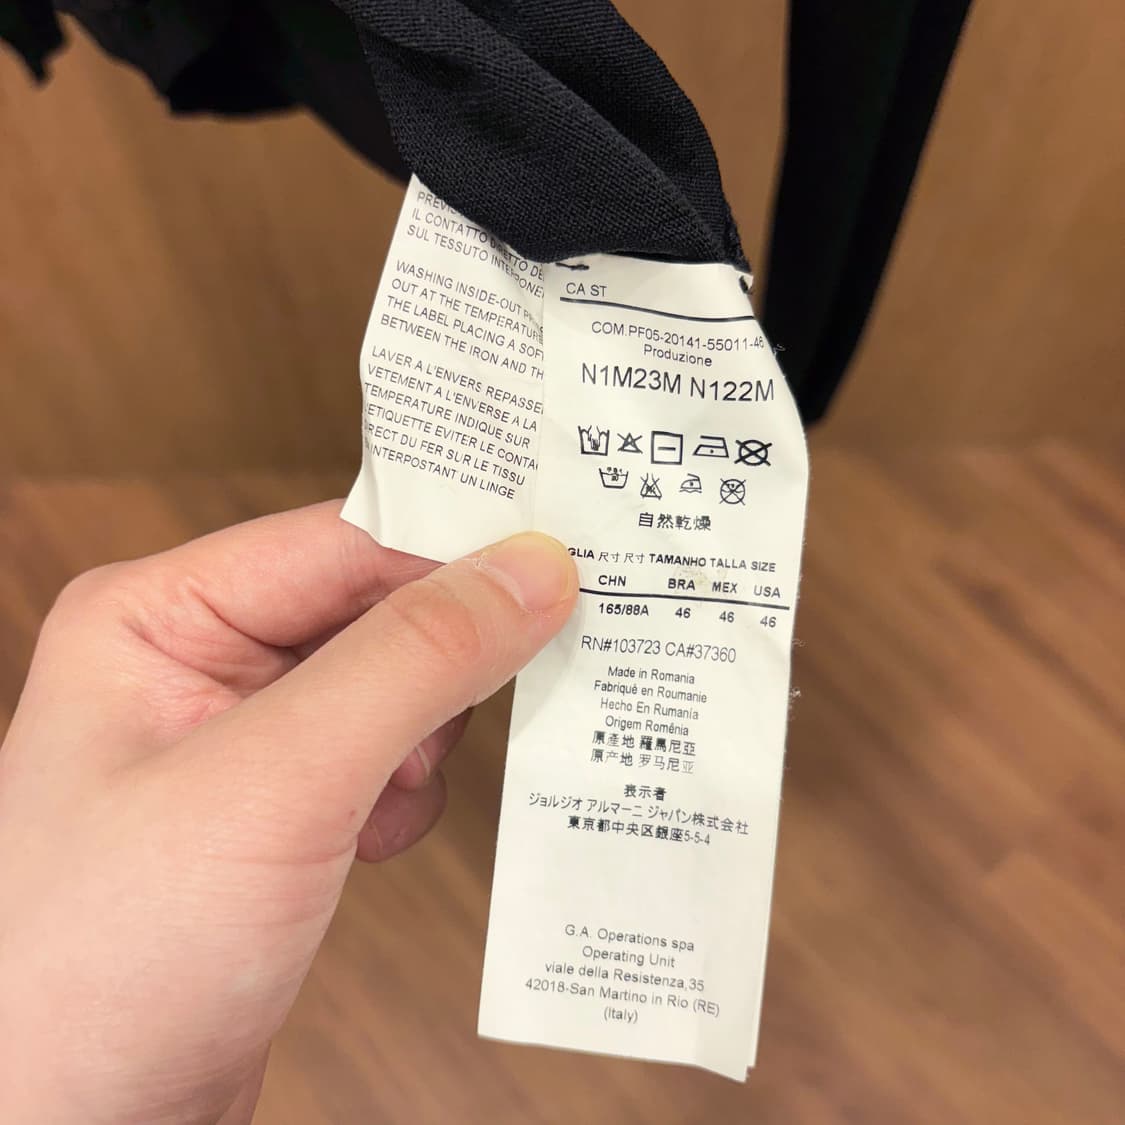 IL CONTATTO DIRETTO DE
SUL TESSUTO INTERPONE
WASHING INSIDE-OUT
OUT AT THE TEMPERATURE
THE LABEL PLACING A SOF
BETWEEN THE IRON AND TH
LAVER A L'ENVERS REPASSE
VETEMENT A L'ENVERSE A LA
TEMPERATURE INDIQUE SUR
ETIQUETTE EVITER LE CONTA
RECT DU FER SUR LE TISSU
INTERPOSTANT UN LINGE
CA ST
COM.PF05-20141-55011-46
Produzione
N1M23M N122M
自然乾燥
GLIA 尺寸 尺寸 TAMANHO TALLA SIZE
CHN BRA MEX USA
165/88A 46 46 46
RN#103723 CA#37360
Made in Romania
Fabriqué en Roumanie
Hecho En Rumanía
Origem Romênia
原產地 羅馬尼亞
原产地 罗马尼亚
表示者
ジョルジオ アルマーニ ジャパン株式会社
東京都中央区銀座5-5-4
G.A. Operations spa
Operating Unit
viale della Resistenza,35
42018-San Martino in Rio (RE)
(Italy)